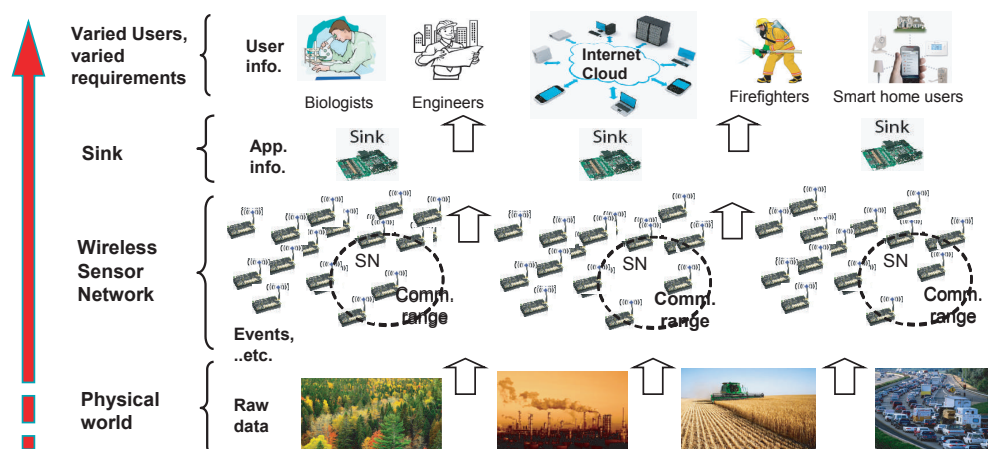 Varied Users,
varied
requirements
User
info.
Internet
Cloud
Biologists
Engineers
Firefighters
Smart home users
Sink
App.
info.
Sink
Sink
Sink
Wireless
Sensor
Network
SN
Comm.
range
SN
Comm.
range
SN
Comm.
range
Events,
..etc.
Physical
world
Raw
data